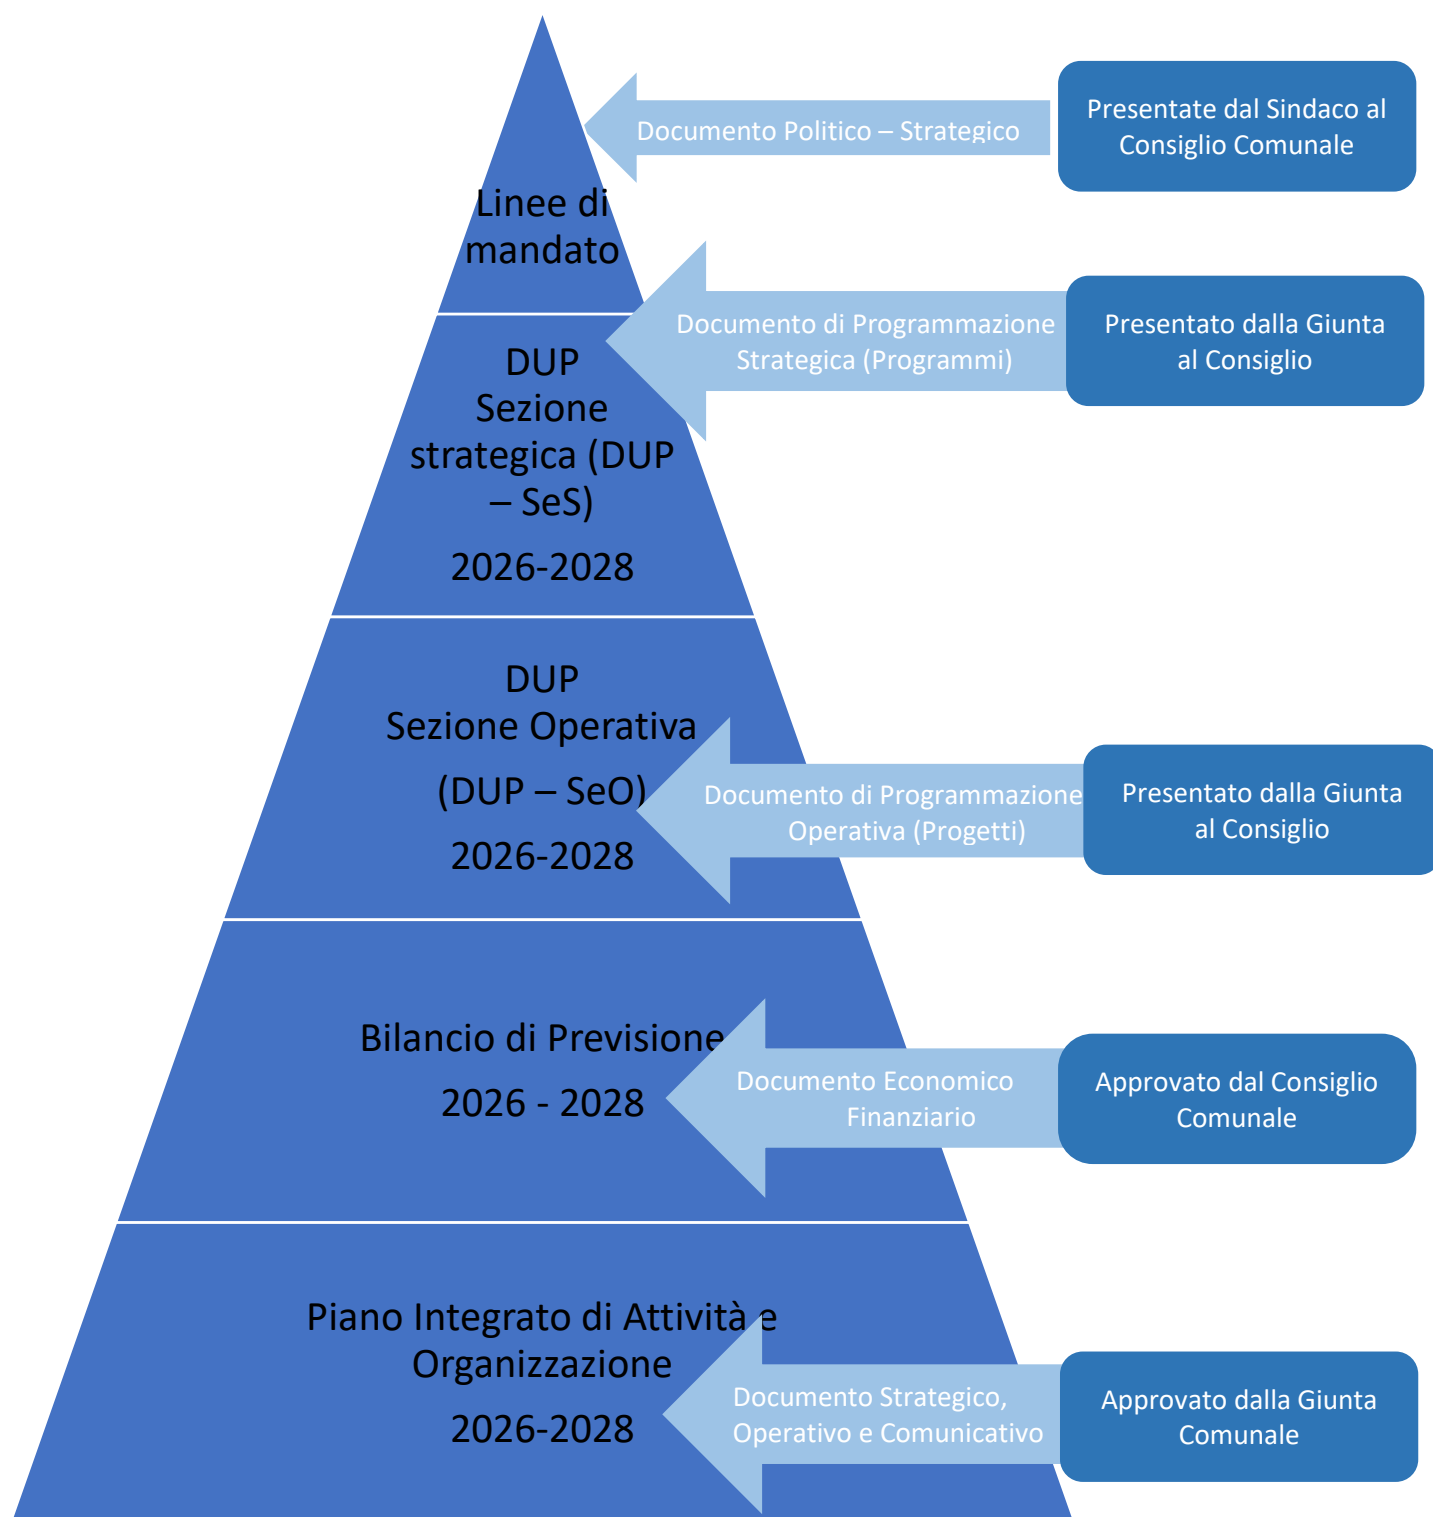 Documento Politico – Strategico
Presentate dal Sindaco al
Consiglio Comunale
Linee di
mandato
Documento di Programmazione
Strategica (Programmi)
Presentato dalla Giunta
al Consiglio
DUP
Sezione
strategica (DUP
– SeS)
2026-2028
DUP
Sezione Operativa
(DUP – SeO)
2026-2028
Documento di Programmazione
Operativa (Progetti)
Presentato dalla Giunta
al Consiglio
Bilancio di Previsione
2026 - 2028
Documento Economico
Finanziario
Approvato dal Consiglio
Comunale
Piano Integrato di Attività e
Organizzazione
2026-2028
Documento Strategico,
Operativo e Comunicativo
Approvato dalla Giunta
Comunale